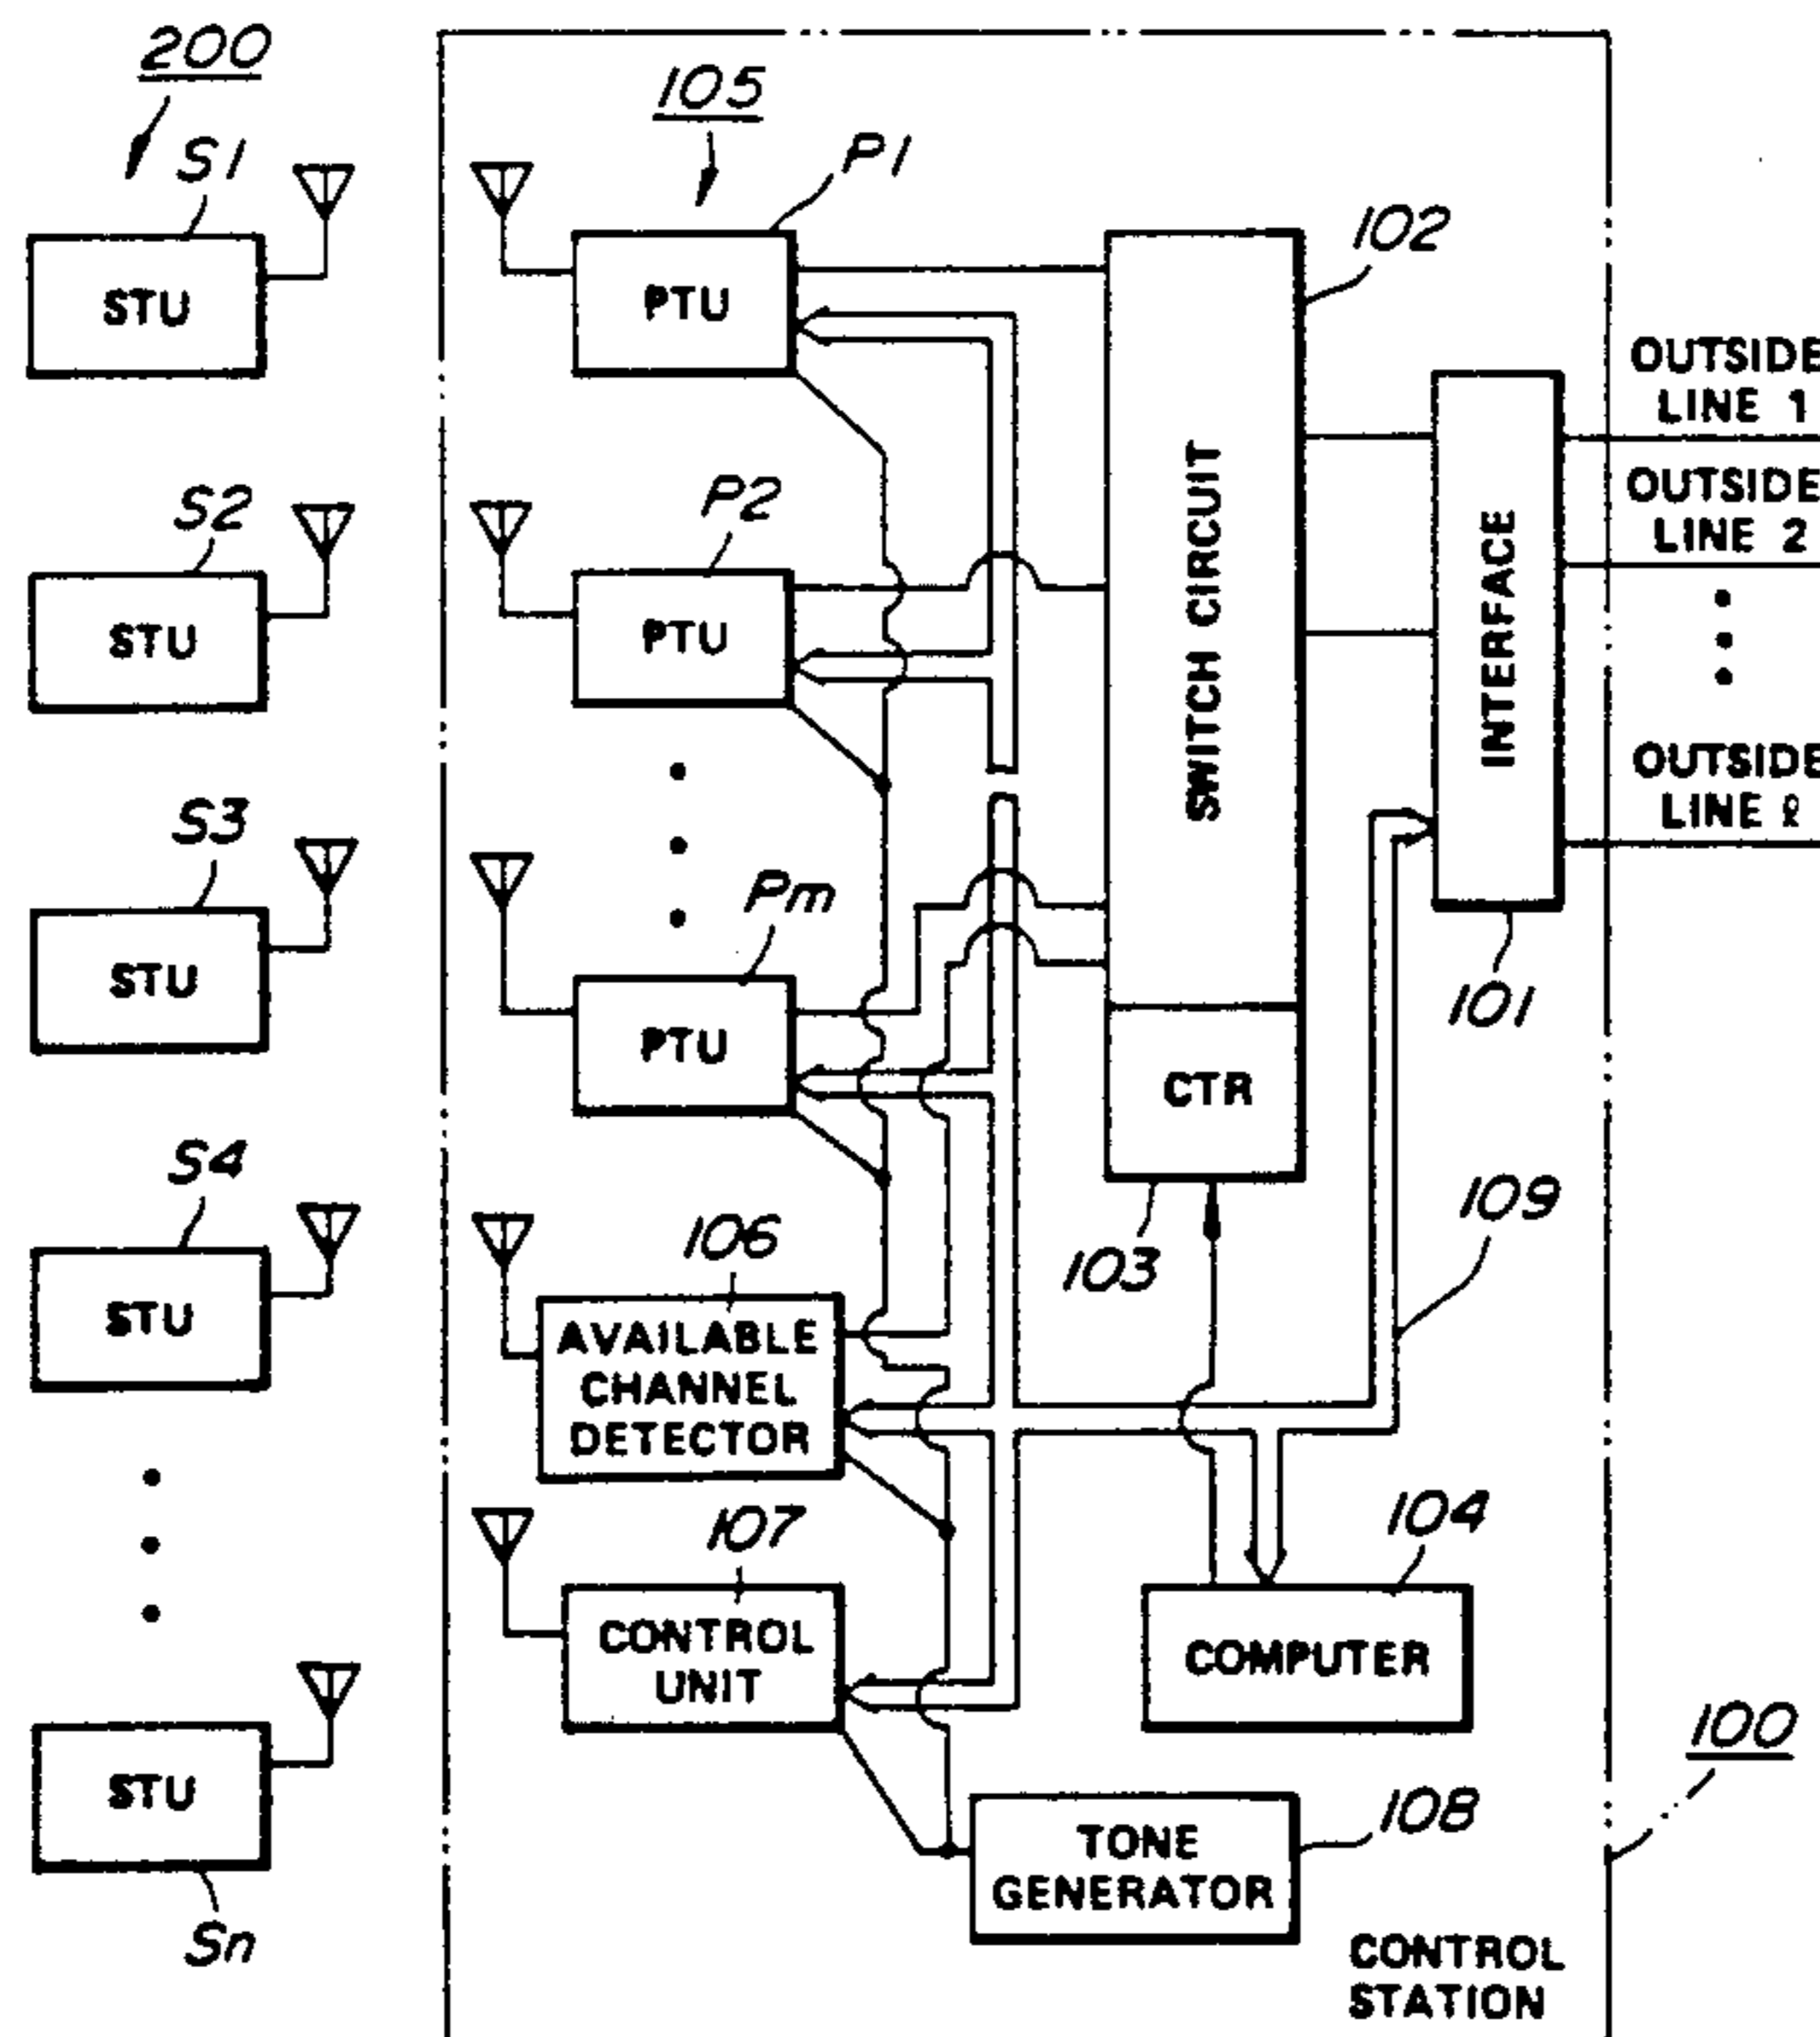 200
105
S1
P1
102
STU
PTU
OUTSIDE
LINE 1
S2
P2
OUTSIDE
LINE 2
STU
PTU
SWITCH CIRCUIT
INTERFACE
OUTSIDE
LINE ℓ
S3
Pm
STU
PTU
101
CTR
S4
106
103
109
STU
AVAILABLE
CHANNEL
DETECTOR
107
104
CONTROL
UNIT
COMPUTER
100
STU
108
TONE
GENERATOR
Sn
CONTROL
STATION